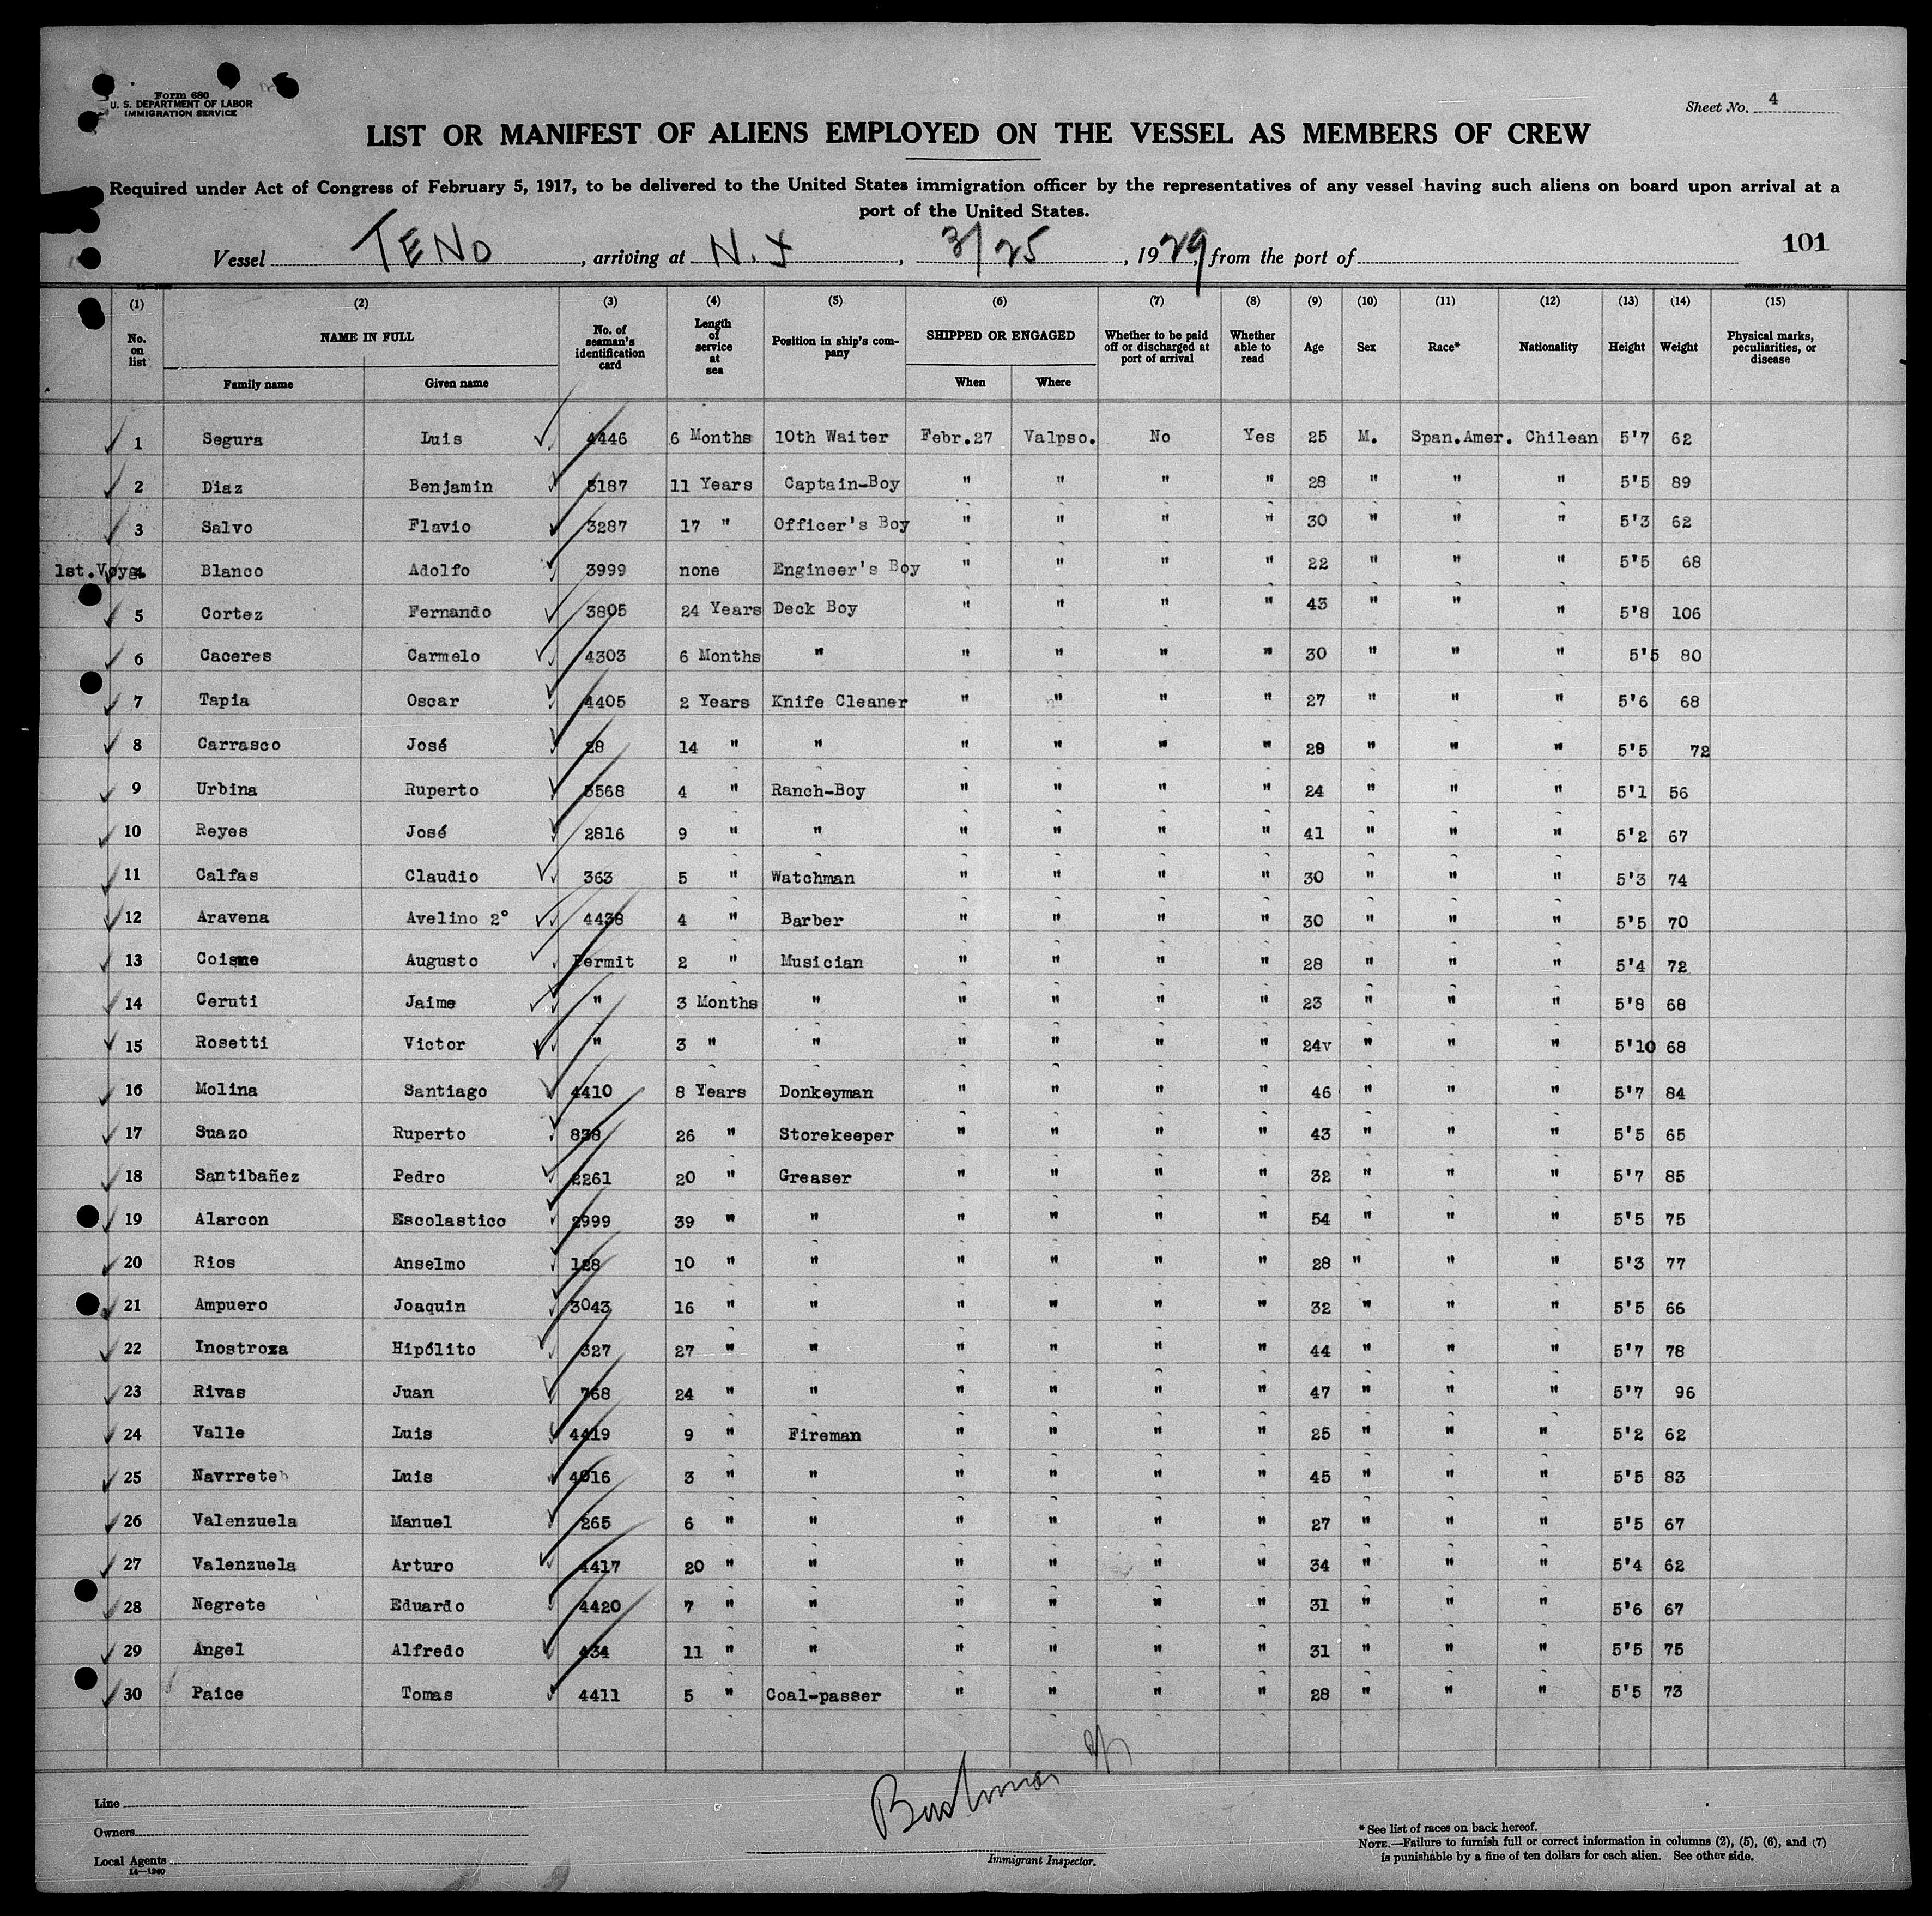 Form 680
U. S. DEPARTMENT OF LABOR
IMMIGRATION SERVICE
Sheet No. 4
LIST OR MANIFEST OF ALIENS EMPLOYED ON THE VESSEL AS MEMBERS OF CREW
Required under Act of Congress of February 5, 1917, to be delivered to the United States immigration officer by the representatives of any vessel having such aliens on board upon arrival at a
port of the United States.
Vessel TENO, arriving at N.Y, 3/25, 1929, from the port of
101
(1) (2) (3) (4) (5) (6) (7) (8) (9) (10) (11) (12) (13) (14) (15)
No. on list NAME IN FULL Family name Given name No. of seaman's identification card Length of service at sea Position in ship's company SHIPPED OR ENGAGED When Where Whether to be paid off or discharged at port of arrival Whether able to read Age Sex Race* Nationality Height Weight Physical marks, peculiarities, or disease
1 Segura Luis 4446 6 Months 10th Waiter Febr.27 Valpso. No Yes 25 M. Span.Amer. Chilean 5'7 62
2 Diaz Benjamin 3187 11 Years Captain-Boy " " " " 28 " " " 5'5 89
3 Salvo Flavio 3287 17 " Officer's Boy " " " " 30 " " " 5'3 62
1st.Voyg. 4 Blanco Adolfo 3999 none Engineer's Boy " " " " 22 " " " 5'5 68
5 Cortez Fernando 3805 24 Years Deck Boy " " " " 43 " " " 5'8 106
6 Caceres Carmelo 4303 6 Months " " " " " 30 " " " 5'5 80
7 Tapia Oscar 4405 2 Years Knife Cleaner " " " " 27 " " " 5'6 68
8 Carrasco José 28 14 " " " " " " 29 " " " 5'5 72
9 Urbina Ruperto 3568 4 " Ranch-Boy " " " " 24 " " " 5'1 56
10 Reyes José 2816 9 " " " " " " 41 " " " 5'2 67
11 Calfas Claudio 363 5 " Watchman " " " " 30 " " " 5'3 74
12 Aravena Avelino 2° 4438 4 " Barber " " " " 30 " " " 5'5 70
13 Coisne Augusto Permit 2 " Musician " " " " 28 " " " 5'4 72
14 Ceruti Jaime " 3 Months " " " " " 23 " " " 5'8 68
15 Rosetti Victor " 3 " " " " " " 24v " " " 5'10 68
16 Molina Santiago 4410 8 Years Donkeyman " " " " 46 " " " 5'7 84
17 Suazo Ruperto 838 26 " Storekeeper " " " " 43 " " " 5'5 65
18 Santibañez Pedro 2261 20 " Greaser " " " " 32 " " " 5'7 85
19 Alarcon Escolastico 2999 39 " " " " " " 54 " " " 5'5 75
20 Rios Anselmo 128 10 " " " " " " 28 " " " 5'3 77
21 Ampuero Joaquin 3043 16 " " " " " " 32 " " " 5'5 66
22 Inostroza Hipólito 327 27 " " " " " " 44 " " " 5'7 78
23 Rivas Juan 768 24 " " " " " " 47 " " " 5'7 96
24 Valle Luis 4419 9 " Fireman " " " " 25 " " " 5'2 62
25 Navrrete Luis 4016 3 " " " " " " 45 " " " 5'5 83
26 Valenzuela Manuel 265 6 " " " " " " 27 " " " 5'5 67
27 Valenzuela Arturo 4417 20 " " " " " " 34 " " " 5'4 62
28 Negrete Eduardo 4420 7 " " " " " " 31 " " " 5'6 67
29 Angel Alfredo 434 11 " " " " " " 31 " " " 5'5 75
30 Paice Tomas 4411 5 " Coal-passer " " " " 28 " " " 5'5 73
Line
Owners
Local Agents
14—1240
Immigrant Inspector.
* See list of races on back hereof.
NOTE.—Failure to furnish full or correct information in columns (2), (5), (6), and (7)
is punishable by a fine of ten dollars for each alien. See other side.